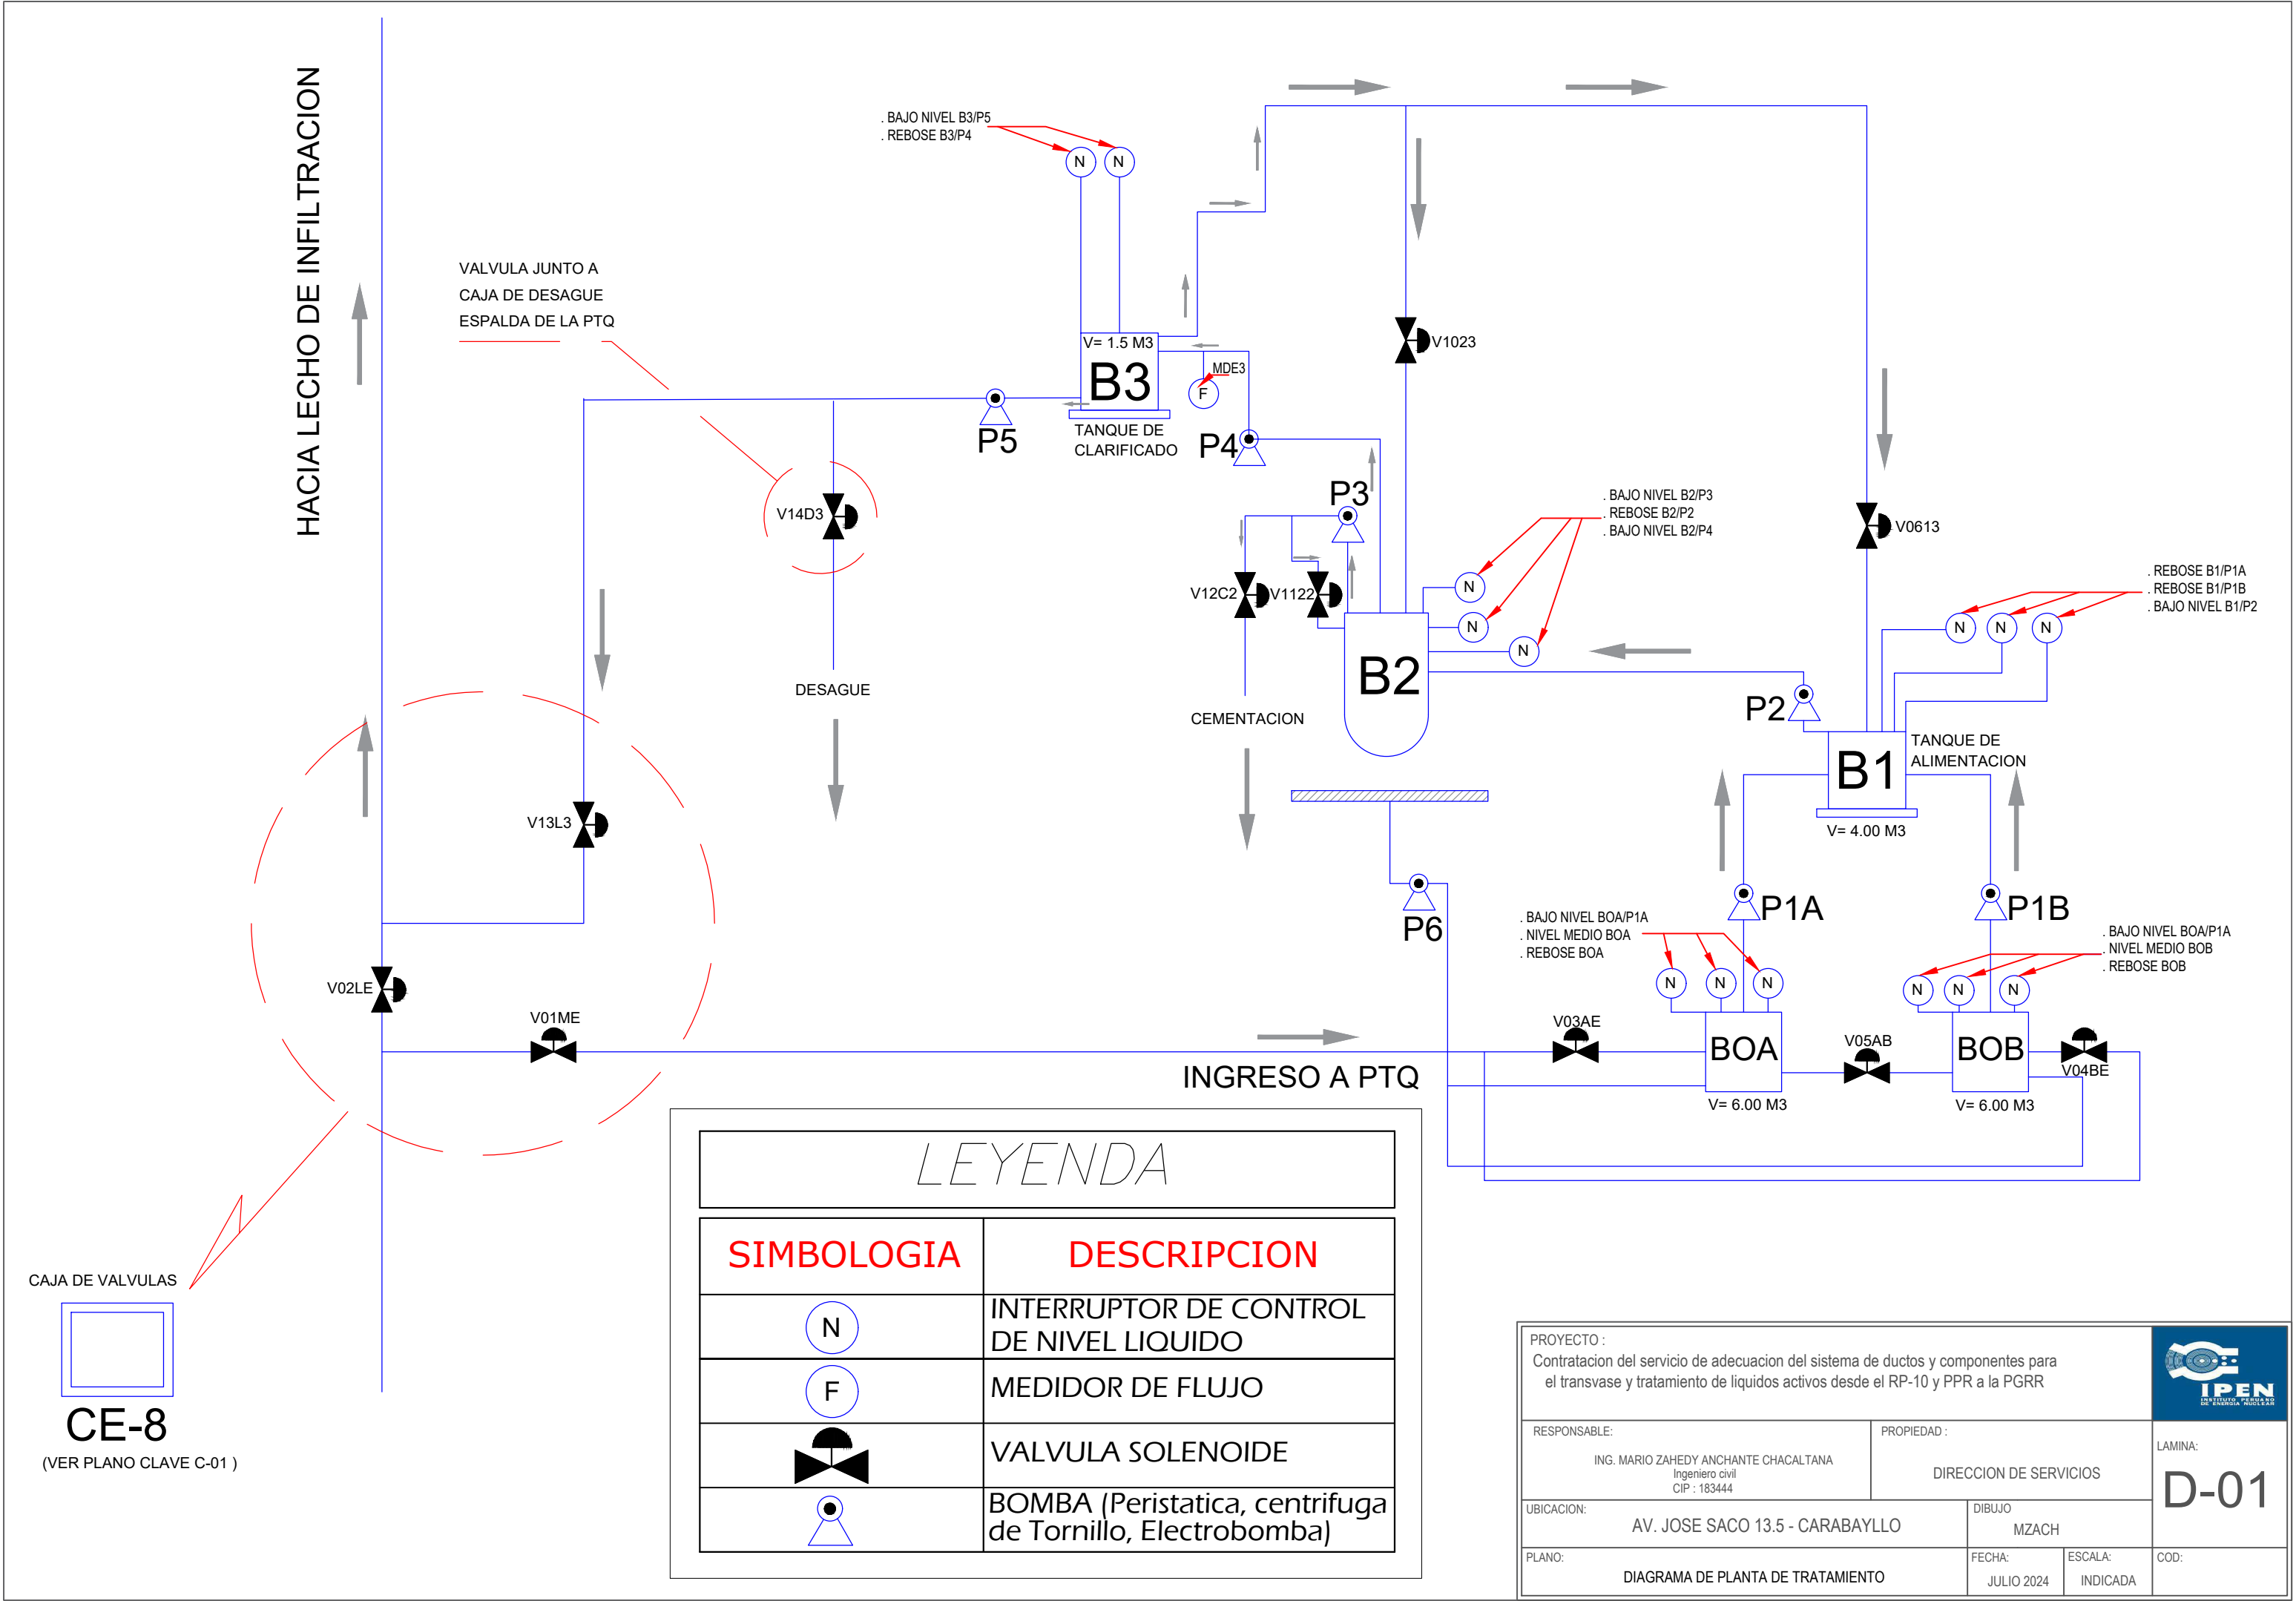 HACIA LECHO DE INFILTRACION
. BAJO NIVEL B3/P5
. REBOSE B3/P4
N
N
VALVULA JUNTO A
CAJA DE DESAGUE
ESPALDA DE LA PTQ
V= 1.5 M3
B3
TANQUE DE
CLARIFICADO
MDE3
F
P5
P4
V1023
P3
V14D3
. BAJO NIVEL B2/P3
. REBOSE B2/P2
. BAJO NIVEL B2/P4
V0613
V12C2
V1122
N
N
N
B2
. REBOSE B1/P1A
. REBOSE B1/P1B
. BAJO NIVEL B1/P2
N
N
N
DESAGUE
CEMENTACION
P2
B1
TANQUE DE
ALIMENTACION
V= 4.00 M3
V13L3
P6
P1A
P1B
. BAJO NIVEL BOA/P1A
. NIVEL MEDIO BOA
. REBOSE BOA
. BAJO NIVEL BOA/P1A
. NIVEL MEDIO BOB
. REBOSE BOB
N
N
N
N
N
N
V02LE
V01ME
INGRESO A PTQ
V03AE
BOA
V= 6.00 M3
V05AB
BOB
V= 6.00 M3
V04BE
CAJA DE VALVULAS
CE-8
(VER PLANO CLAVE C-01 )
LEYENDA
SIMBOLOGIA
DESCRIPCION
N
INTERRUPTOR DE CONTROL
DE NIVEL LIQUIDO
F
MEDIDOR DE FLUJO
VALVULA SOLENOIDE
BOMBA (Peristatica, centrifuga
de Tornillo, Electrobomba)
PROYECTO :
Contratacion del servicio de adecuacion del sistema de ductos y componentes para
el transvase y tratamiento de liquidos activos desde el RP-10 y PPR a la PGRR
IPEN
INSTITUTO PERUANO
DE ENERGIA NUCLEAR
RESPONSABLE:
ING. MARIO ZAHEDY ANCHANTE CHACALTANA
Ingeniero civil
CIP : 183444
PROPIEDAD :
DIRECCION DE SERVICIOS
LAMINA:
D-01
UBICACION:
AV. JOSE SACO 13.5 - CARABAYLLO
DIBUJO
MZACH
PLANO:
DIAGRAMA DE PLANTA DE TRATAMIENTO
FECHA:
JULIO 2024
ESCALA:
INDICADA
COD: